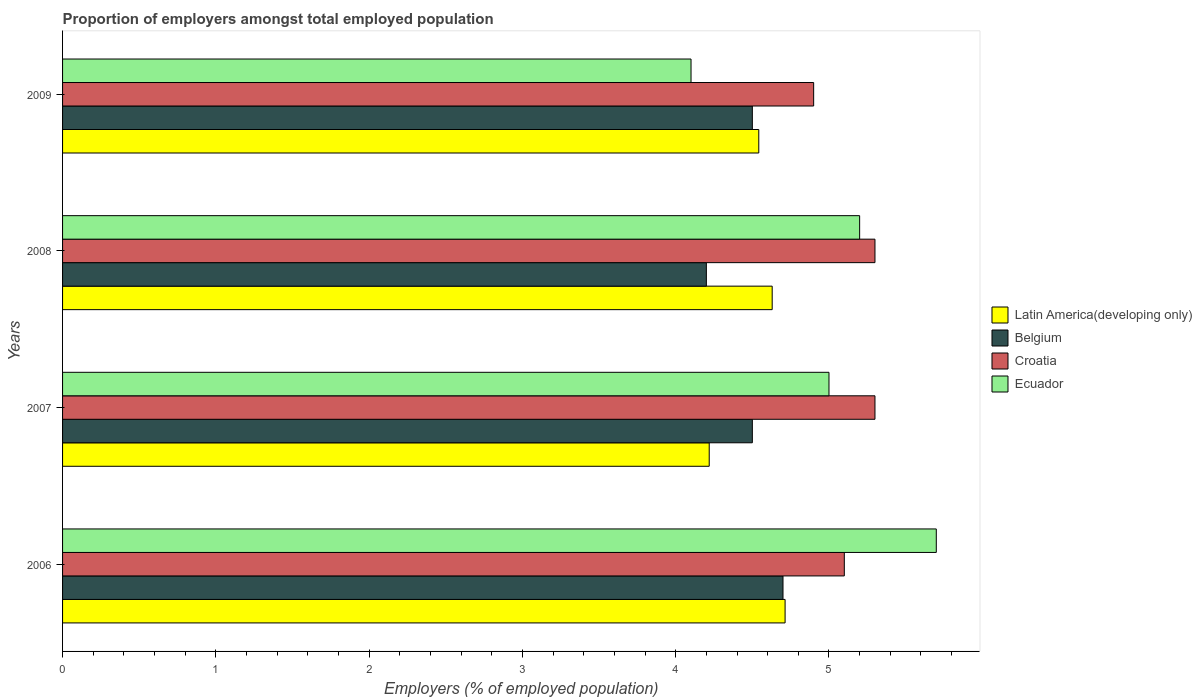 Proportion of employers amongst total employed population
2009
2008
2007
2006
Years
0
1
2
3
4
5
Employers (% of employed population)
Latin America(developing only)
Belgium
Croatia
Ecuador